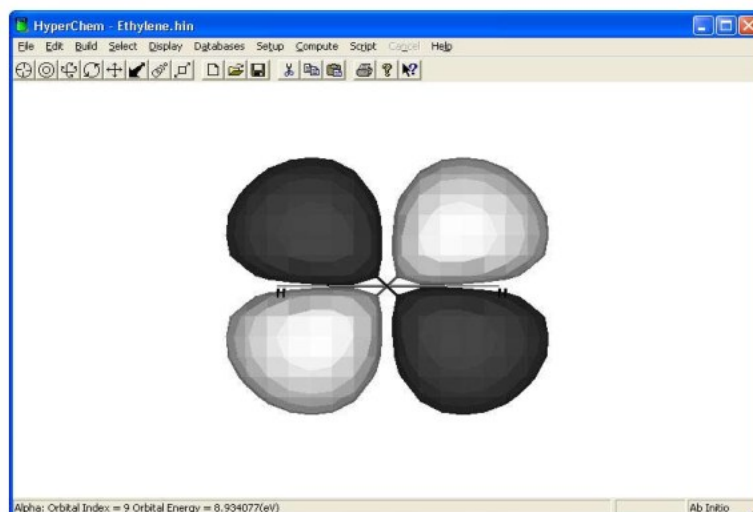 HyperChem - Ethylene.hin
File Edit Build Select Display Databases Setup Compute Script Cancel Help
H H
Alpha: Orbital Index = 9 Orbital Energy = 8.934077(eV) Ab Initio